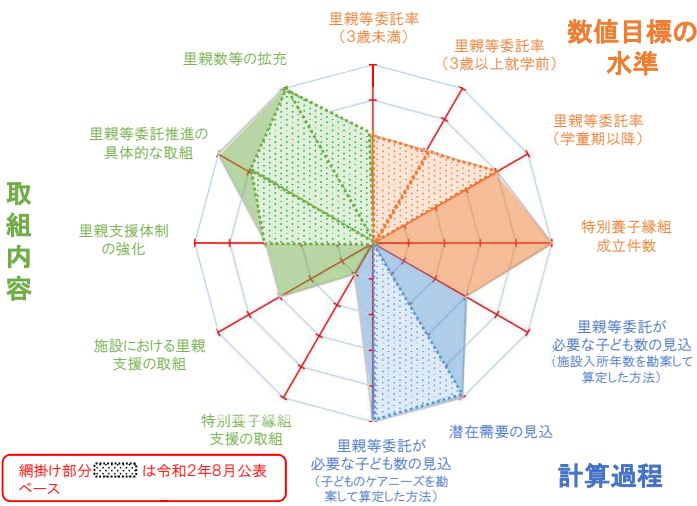 里親等委託率
（3歳未満）
数値目標の
水準
里親等委託率
（3歳以上就学前）
里親数等の拡充
里親等委託率
（学童期以降）
里親等委託推進の
具体的な取組
取組内容
里親支援体制
の強化
特別養子縁組
成立件数
里親等委託が
必要な子ども数の見込
（施設入所年数を勘案して
算定した方法）
施設における里親
支援の取組
特別養子縁組
支援の取組
潜在需要の見込
里親等委託が
必要な子ども数の見込
（子どものケアニーズを勘
案して算定した方法）
計算過程
網掛け部分 は令和2年8月公表
ベース